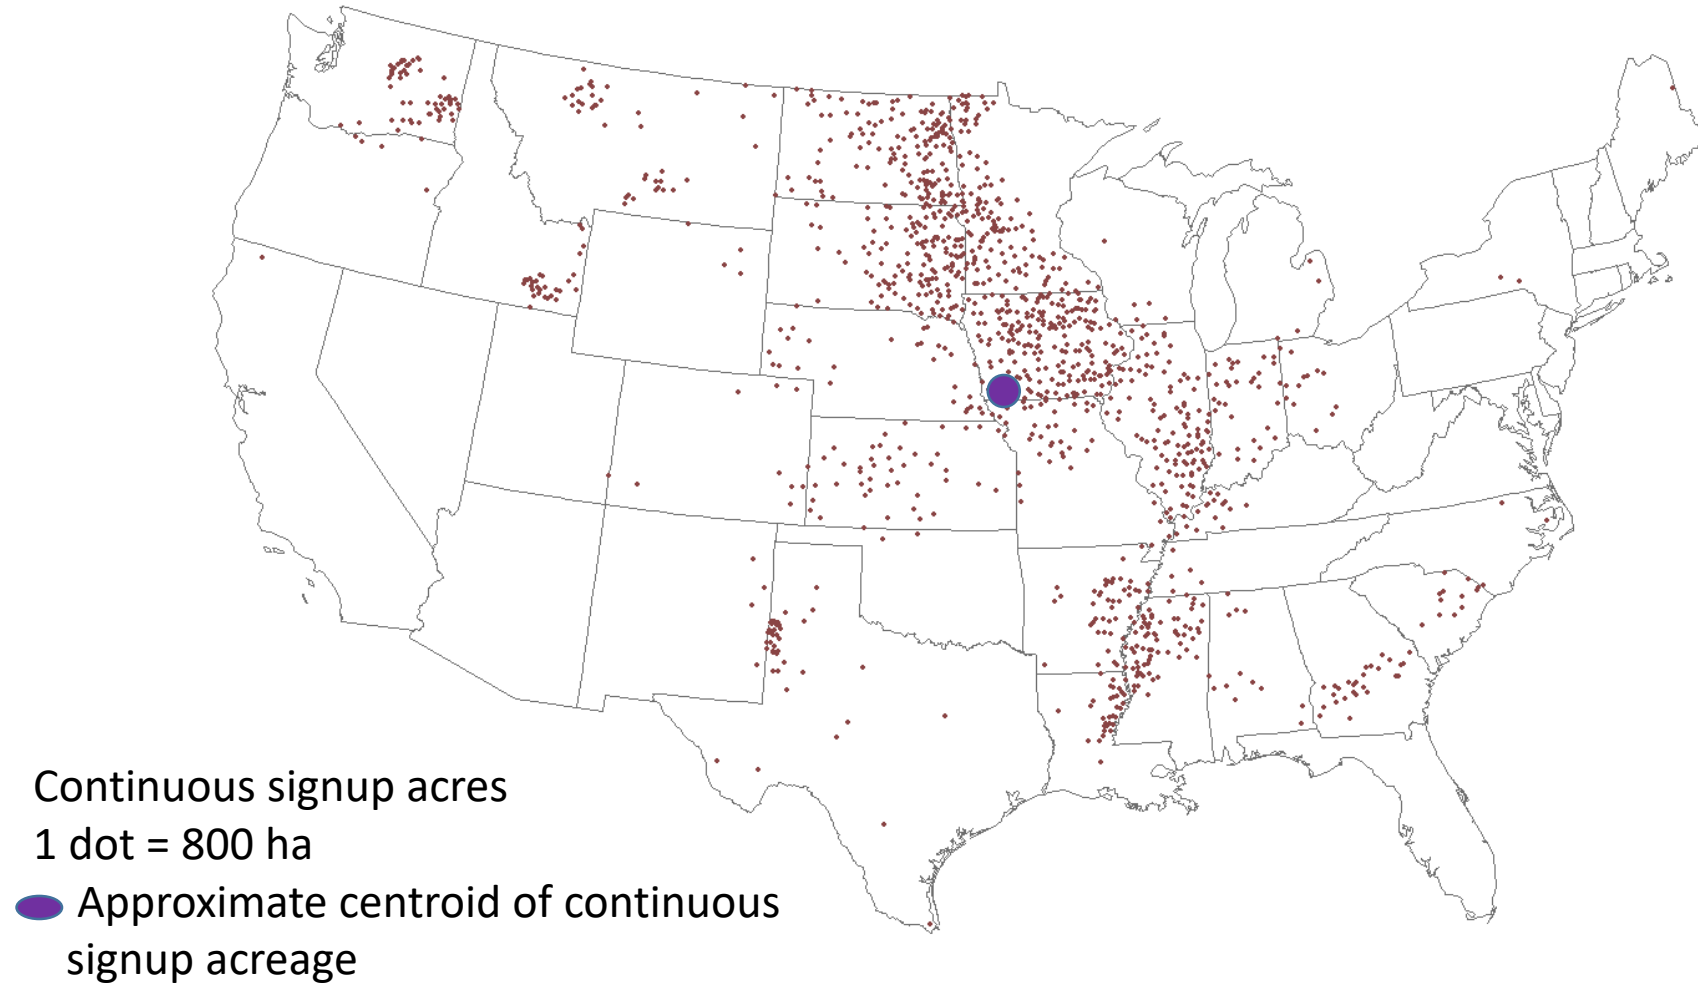 Continuous signup acres
1 dot = 800 ha
Approximate centroid of continuous
signup acreage